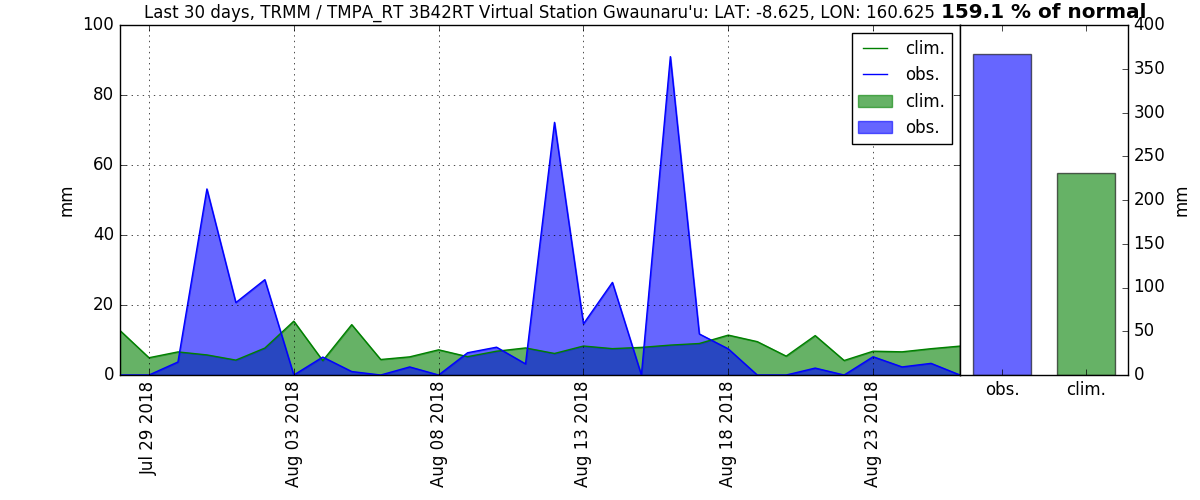 Last 30 days, TRMM / TMPA_RT 3B42RT Virtual Station Gwaunaru'u: LAT: -8.625, LON: 160.625 159.1 % of normal
100
80
60
40
20
0
mm
clim.
obs.
clim.
obs.
400
350
300
250
200
150
100
50
0
mm
obs.
clim.
Jul 29 2018
Aug 03 2018
Aug 08 2018
Aug 13 2018
Aug 18 2018
Aug 23 2018